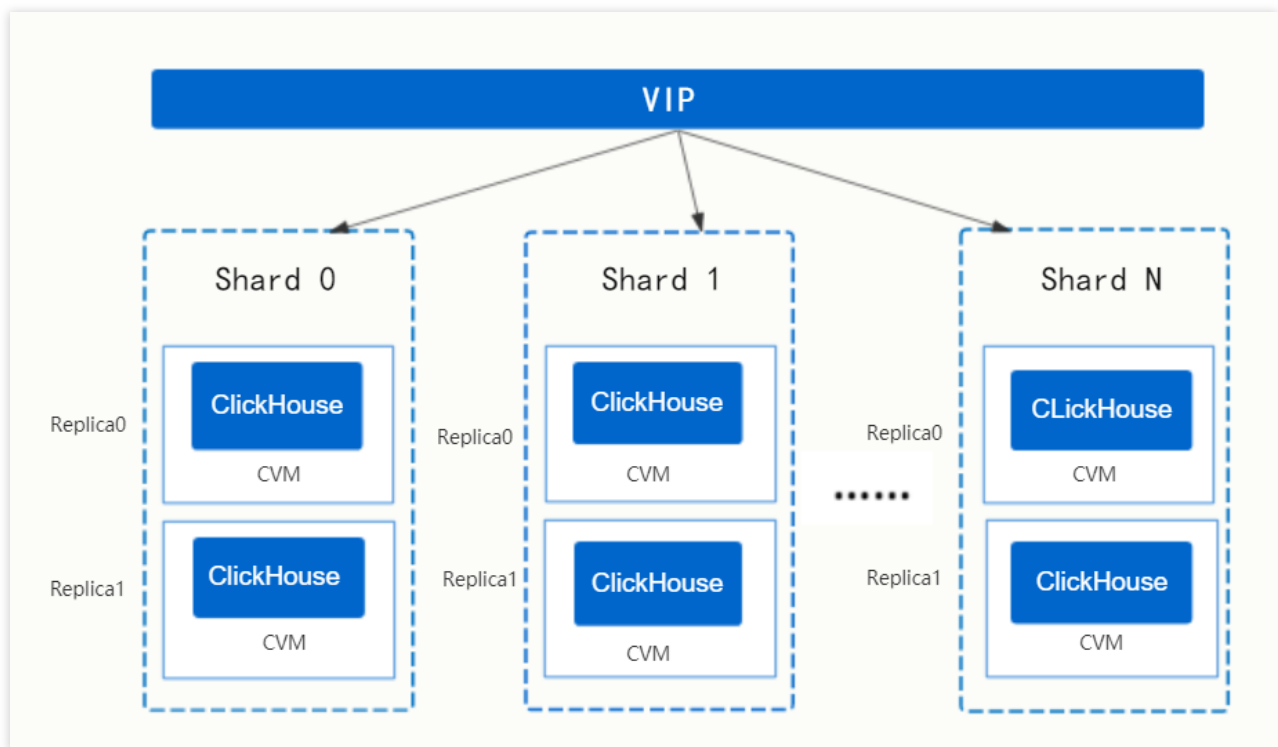 VIP
Shard 0
Shard 1
Shard N
Replica0
ClickHouse
CVM
Replica0
ClickHouse
CVM
Replica0
CLickHouse
CVM
......
Replica1
ClickHouse
CVM
Replica1
ClickHouse
CVM
Replica1
ClickHouse
CVM